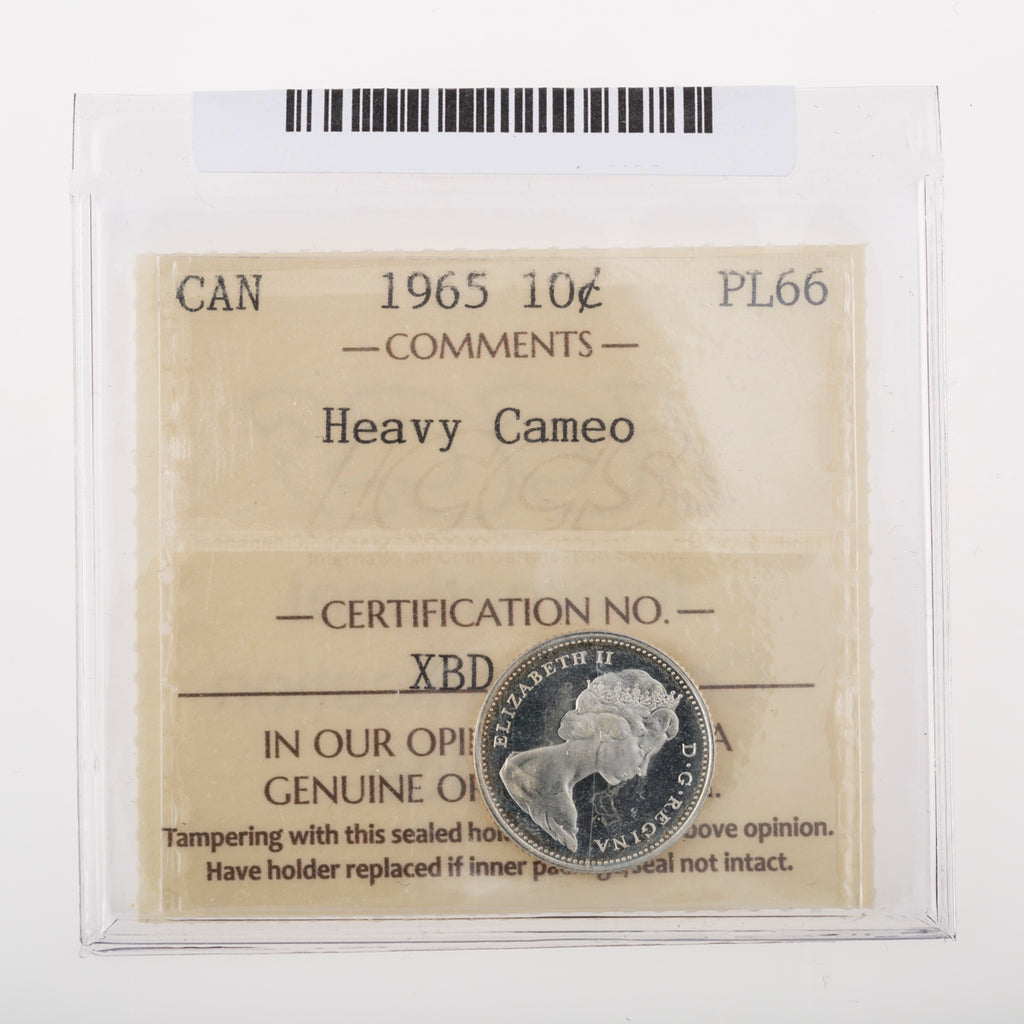 CAN 1965 10¢ PL66
— COMMENTS —
Heavy Cameo
— CERTIFICATION NO. —
XBD
IN OUR OPI A
GENUINE OF .
Tampering with this sealed hol ove opinion.
Have holder replaced if inner pa seal not intact.
ELIZABETH II
D·G·REGINA